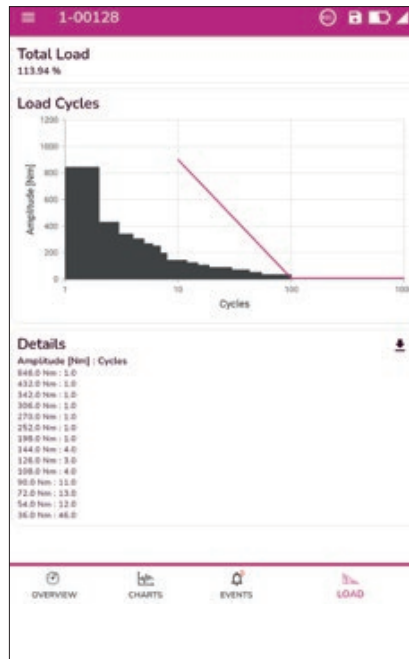 1-00128
Total Load
113.94 %
Load Cycles
1200
1000
800
600
400
200
0
Amplitude [Nm]
1
10
100
1000
Cycles
Details
Amplitude [Nm] : Cycles
846.0 Nm : 1.0
432.0 Nm : 1.0
342.0 Nm : 1.0
306.0 Nm : 1.0
270.0 Nm : 1.0
252.0 Nm : 1.0
198.0 Nm : 1.0
144.0 Nm : 4.0
126.0 Nm : 3.0
108.0 Nm : 4.0
90.0 Nm : 11.0
72.0 Nm : 13.0
54.0 Nm : 12.0
36.0 Nm : 46.0
OVERVIEW
CHARTS
EVENTS
LOAD